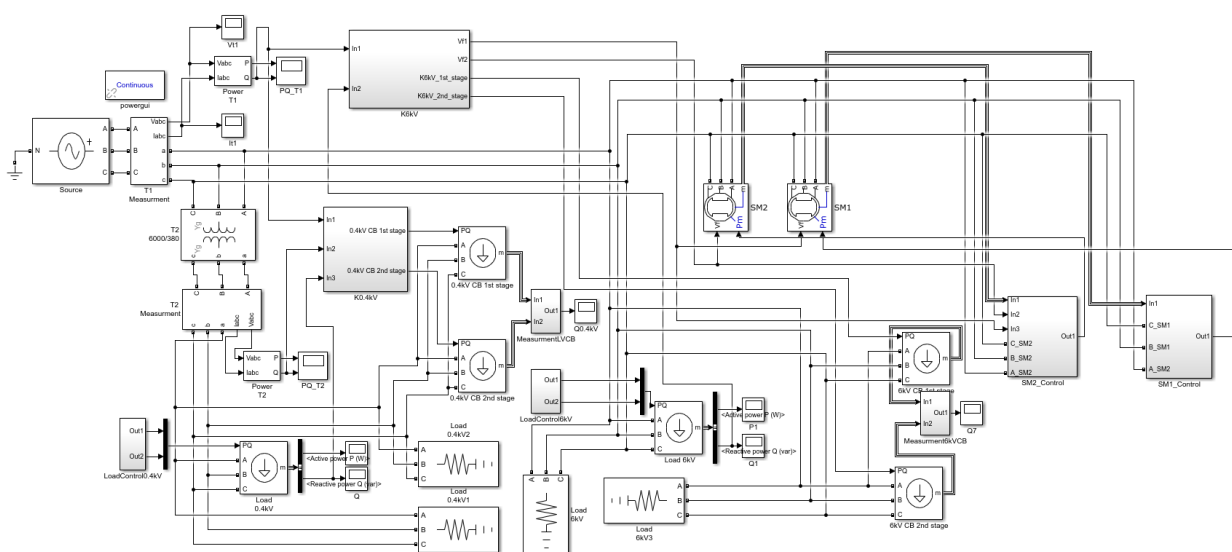 Vt1
Vabc
Iabc
P
Q
Power
T1
PQ_T1
Continuous
powergui
It1
N
A
B
C
Source
A
B
C
Vabc
Iabc
a
b
c
T1
Measurment
In1
In2
Vf1
Vf2
K6kV_1st_stage
K6kV_2nd_stage
K6kV
C
B
A
m
Vf
Pm
SM2
C
B
A
m
Vf
Pm
SM1
T2
6000/380
C
B
A
Yg
Yg
c
b
a
T2
Measurment
C
B
A
c
b
a
Iabc
Vabc
Vabc
Iabc
P
Q
Power
T2
PQ_T2
In1
In2
In3
0.4kV CB 1st stage
0.4kV CB 2nd stage
K0.4kV
PQ
A
B
C
m
0.4kV CB 1st stage
PQ
A
B
C
m
0.4kV CB 2nd stage
In1
In2
Out1
MeasurmentLVCB
Q0.4kV
Out1
Out2
LoadControl0.4kV
PQ
A
B
C
m
Load
0.4kV
<Active power P (W)>
<Reactive power Q (var)>
Q
Load
0.4kV2
A
B
C
Load
0.4kV1
A
B
C
Out1
Out2
LoadControl6kV
PQ
A
B
C
m
Load 6kV
<Active power P (W)>
P1
<Reactive power Q (var)>
Q1
A
B
C
Load
6kV
A
B
C
Load
6kV3
PQ
A
B
C
m
6kV CB 1st stage
In1
In2
Out1
Measurment6kVCB
Q7
PQ
A
B
C
m
6kV CB 2nd stage
In1
In2
In3
C_SM2
B_SM2
A_SM2
Out1
SM2_Control
In1
C_SM1
B_SM1
A_SM1
Out1
SM1_Control